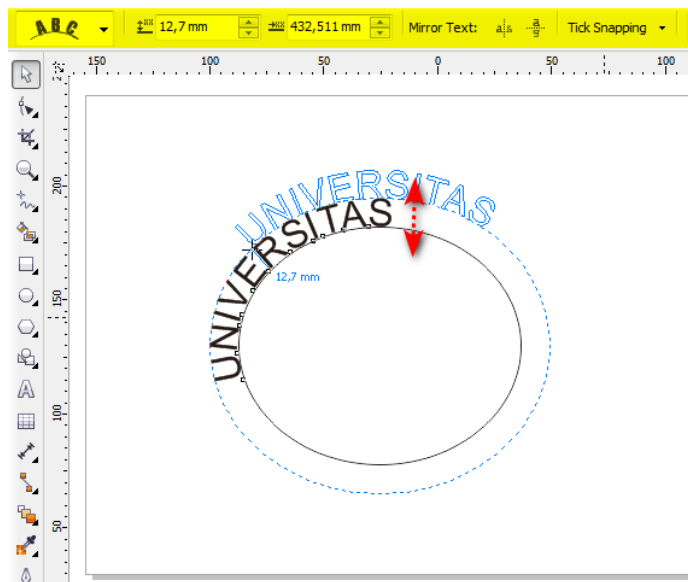 ABC 12,7 mm 432,511 mm Mirror Text: Tick Snapping
150 100 50 0 50 100
200
150
100
50
UNIVERSITAS
UNIVERSITAS
12,7 mm